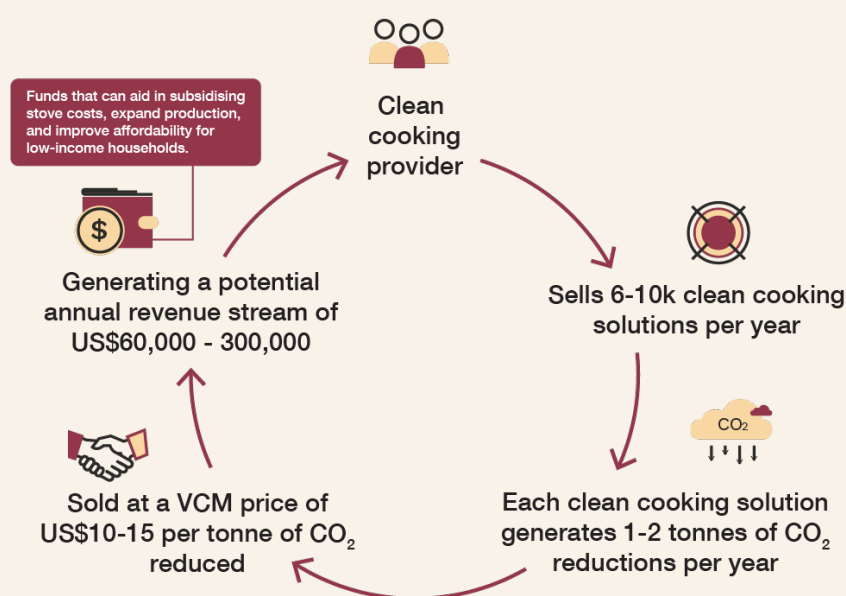 Clean
cooking
provider
Sells 6-10k clean cooking
solutions per year
CO₂
Each clean cooking solution
generates 1-2 tonnes of CO₂
reductions per year
Sold at a VCM price of
US$10-15 per tonne of CO₂
reduced
$
Generating a potential
annual revenue stream of
US$60,000 - 300,000
Funds that can aid in subsidising
stove costs, expand production,
and improve affordability for
low-income households.